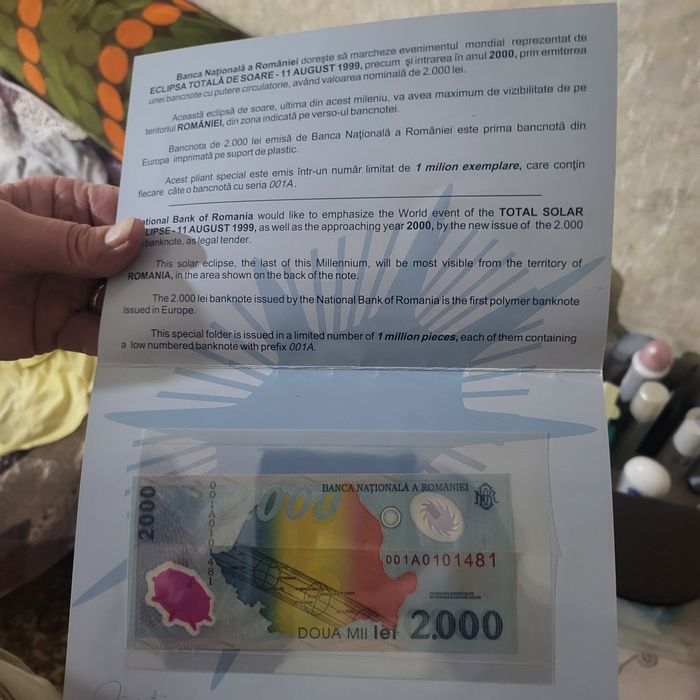 Banca Naţională a României doreşte să marcheze evenimentul mondial reprezentat de
ECLIPSA TOTALĂ DE SOARE - 11 AUGUST 1999, precum şi intrarea în anul 2000, prin emiterea
unei bancnote cu putere circulatorie, având valoarea nominală de 2.000 lei.
Această eclipsă de soare, ultima din acest mileniu, va avea maximum de vizibilitate de pe
teritoriul ROMÂNIEI, din zona indicată pe verso-ul bancnotei.
Bancnota de 2.000 lei emisă de Banca Naţională a României este prima bancnotă din
Europa imprimată pe suport de plastic.
Acest pliant special este emis într-un număr limitat de 1 milion exemplare, care conţin
fiecare câte o bancnotă cu seria 001A.
ational Bank of Romania would like to emphasize the World event of the TOTAL SOLAR
LIPSE - 11 AUGUST 1999, as well as the approaching year 2000, by the new issue of the 2.000
banknote, as legal tender.
This solar eclipse, the last of this Millennium, will be most visible from the territory of
ROMANIA, in the area shown on the back of the note.
The 2.000 lei banknote issued by the National Bank of Romania is the first polymer banknote
issued in Europe.
This special folder is issued in a limited number of 1 million pieces, each of them containing
a low numbered banknote with prefix 001A.
2000
001A0101481
2.000
BANCA NAŢIONALĂ A ROMÂNIEI
001A0101481
DOUA MII lei 2.000